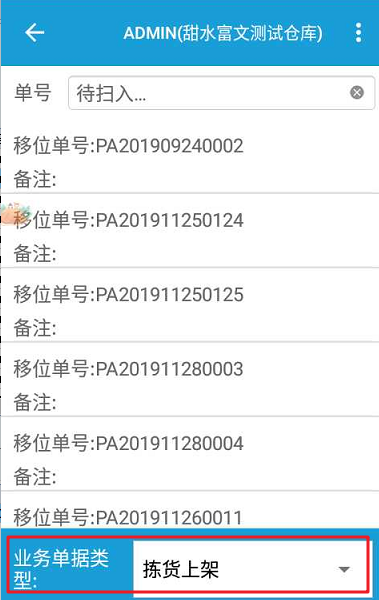 ADMIN(甜水富文测试仓库)
单号 待扫入...
移位单号:PA201909240002
备注:
移位单号:PA201911250124
备注:
移位单号:PA201911250125
备注:
移位单号:PA201911280003
备注:
移位单号:PA201911280004
备注:
移位单号:PA201911260011
业务单据类
型:
拣货上架